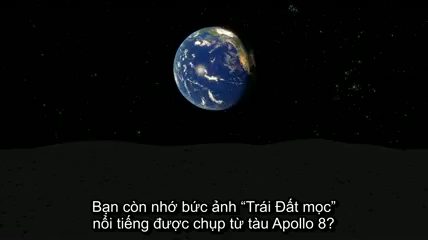 Bạn còn nhớ bức ảnh “Trái Đất mọc”
nổi tiếng được chụp từ tàu Apollo 8?